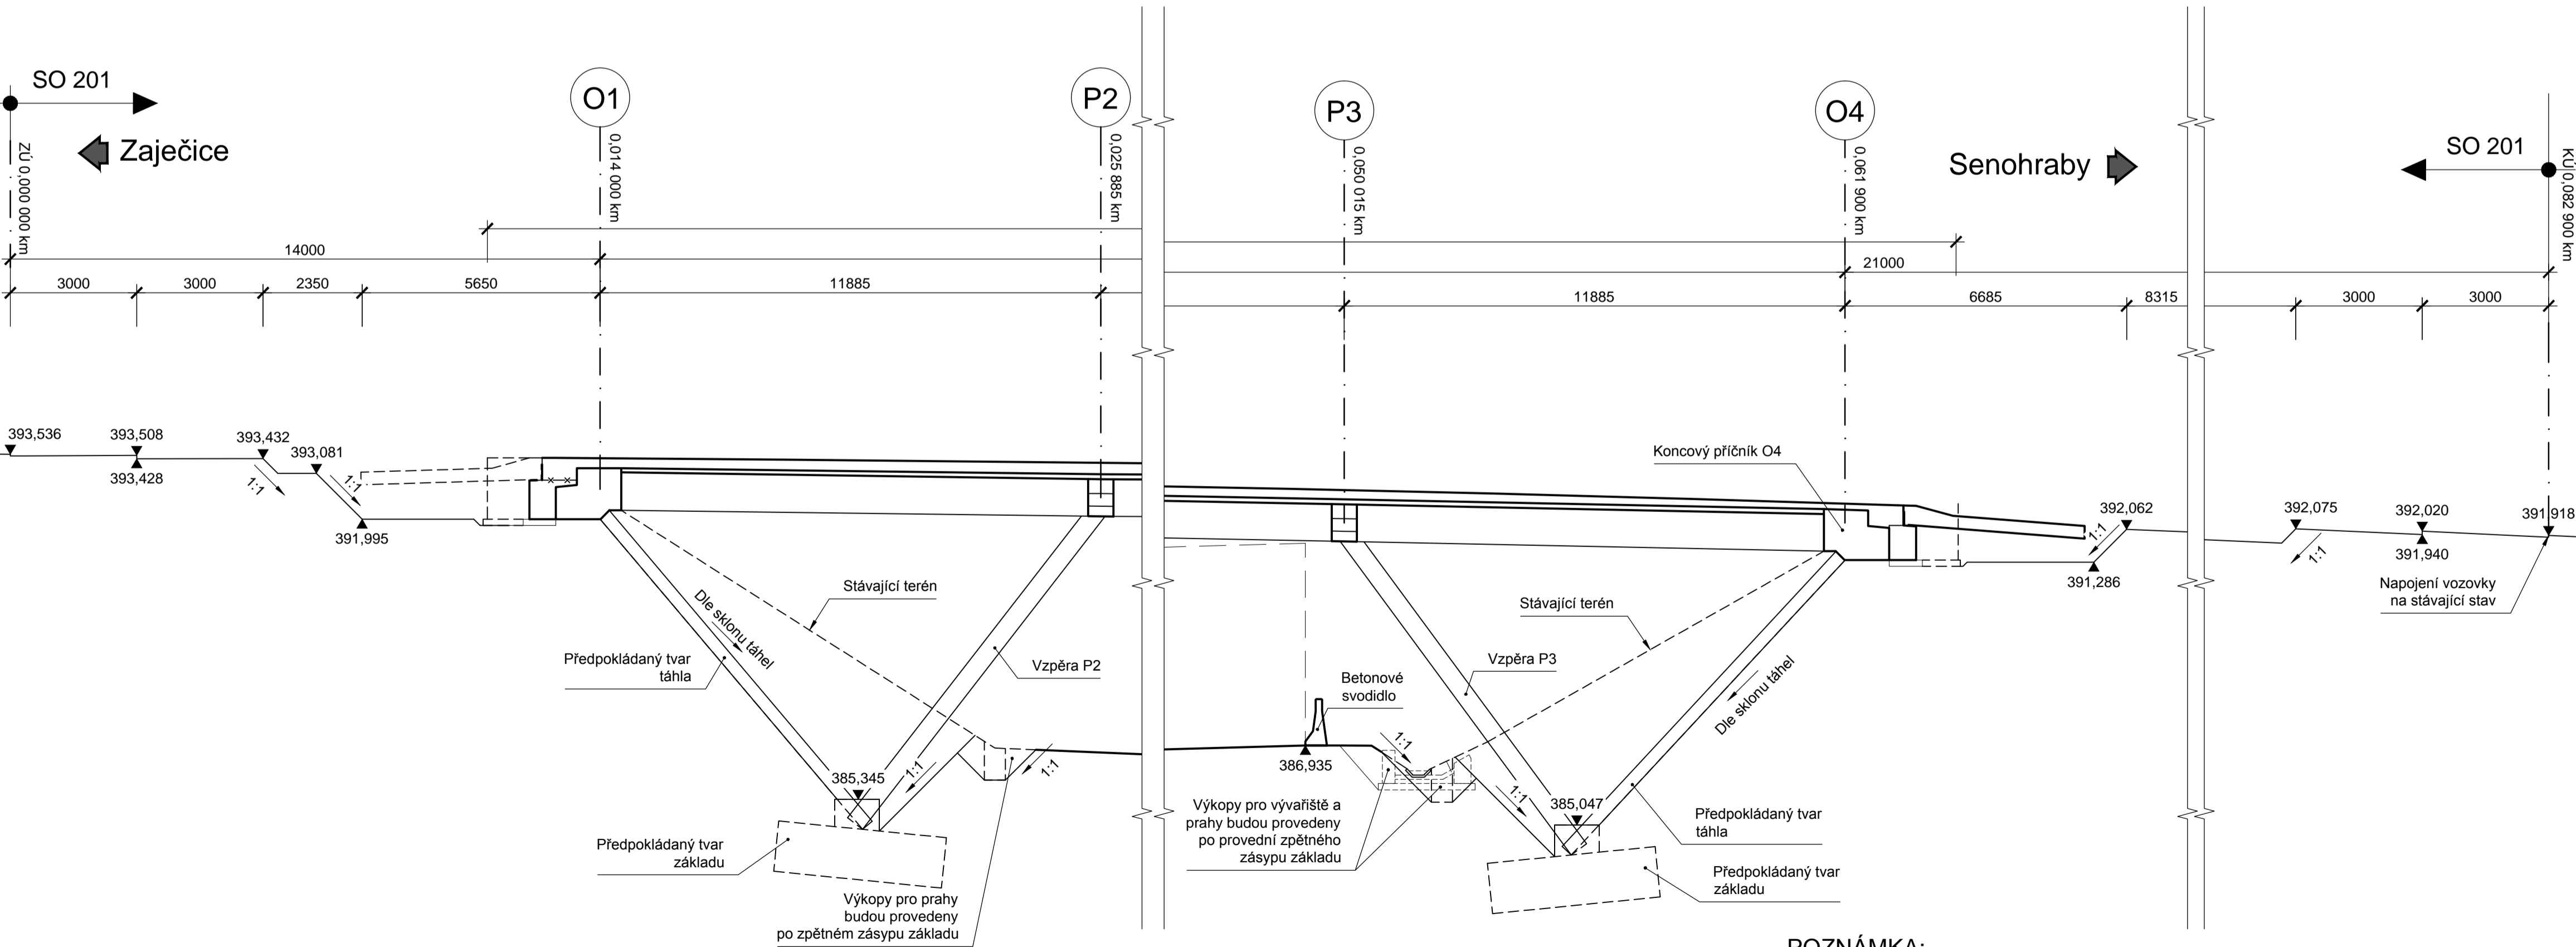 SO 201
Zaječice
ZÚ 0,000 000 km
O1
0,014 000 km
P2
0,025 885 km
P3
0,050 015 km
O4
0,061 900 km
Senohraby
SO 201
KÚ 0,082 900 km
14000
21000
3000
3000
2350
5650
11885
11885
6685
8315
3000
3000
393,536
393,508
393,428
393,432
393,081
1:1
1:1
391,995
Koncový příčník O4
392,062
1:1
391,286
392,075
1:1
392,020
391,940
391,918
Napojení vozovky
na stávající stav
Stávající terén
Dle sklonu táhel
Předpokládaný tvar
táhla
Vzpěra P2
385,345
1:1
1:1
Předpokládaný tvar
základu
Výkopy pro prahy
budou provedeny
po zpětném zásypu základu
Stávající terén
Vzpěra P3
Betonové
svodidlo
1:1
386,935
Dle sklonu táhel
1:1
385,047
Výkopy pro vývařiště a
prahy budou provedeny
po provední zpětného
zásypu základu
Předpokládaný tvar
táhla
Předpokládaný tvar
základu
POZNÁMKA: